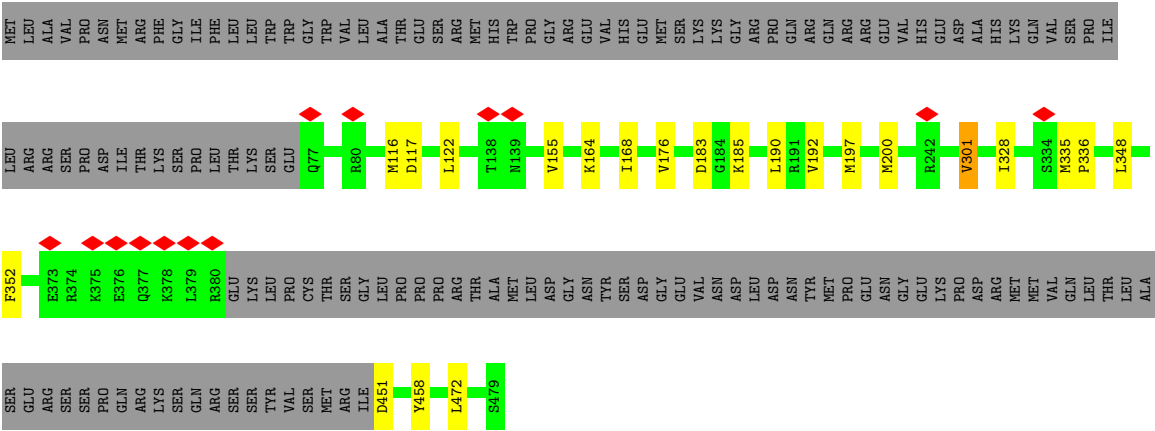 MET LEU ALA VAL PRO ASN MET ARG PHE GLY ILE PHE LEU LEU TRP TRP GLY TRP VAL LEU ALA THR GLU SER ARG MET HIS TRP PRO GLY ARG GLU VAL HIS GLU MET SER LYS LYS GLY ARG PRO GLN ARG GLN ARG ARG GLU VAL HIS GLU ASP ALA HIS LYS GLN VAL SER PRO ILE
LEU ARG ARG SER PRO ASP ILE THR LYS SER PRO LEU THR LYS SER GLU Q77 R80 M116 D117 L122 T138 N139 V155 K164 I168 V176 D183 G184 K185 L190 R191 V192 M197 M200 R242 V301 I328 S334 M335 P336 L348
F352 E373 R374 K375 E376 Q377 K378 L379 R380 GLU LYS LEU PRO CYS THR SER GLY LEU PRO PRO PRO ARG THR ALA MET LEU ASP GLY ASN TYR SER ASP GLY GLU VAL ASN ASP LEU ASP ASN TYR MET PRO GLU ASN GLY GLU LYS PRO ASP ARG MET MET VAL GLN LEU THR LEU ALA
SER GLU ARG SER SER PRO GLN ARG LYS SER GLN ARG SER SER TYR VAL SER MET ARG ILE D451 Y458 L472 S479